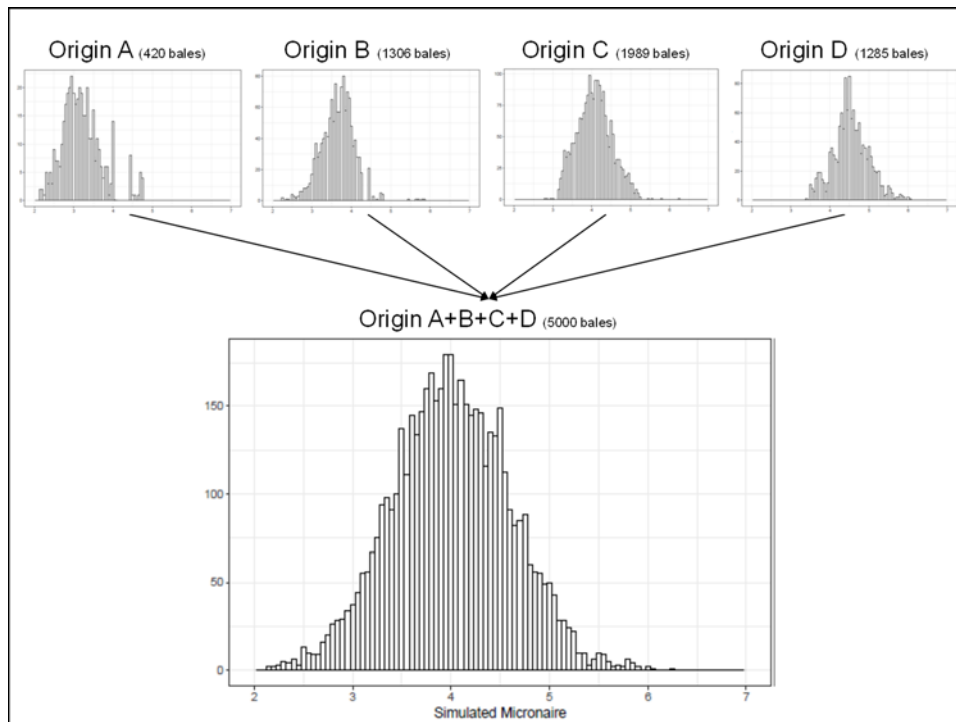 Origin A (420 bales) Origin B (1306 bales) Origin C (1989 bales) Origin D (1285 bales)
Origin A+B+C+D (5000 bales)
150
100
50
0
2 3 4 5 6 7
Simulated Micronaire